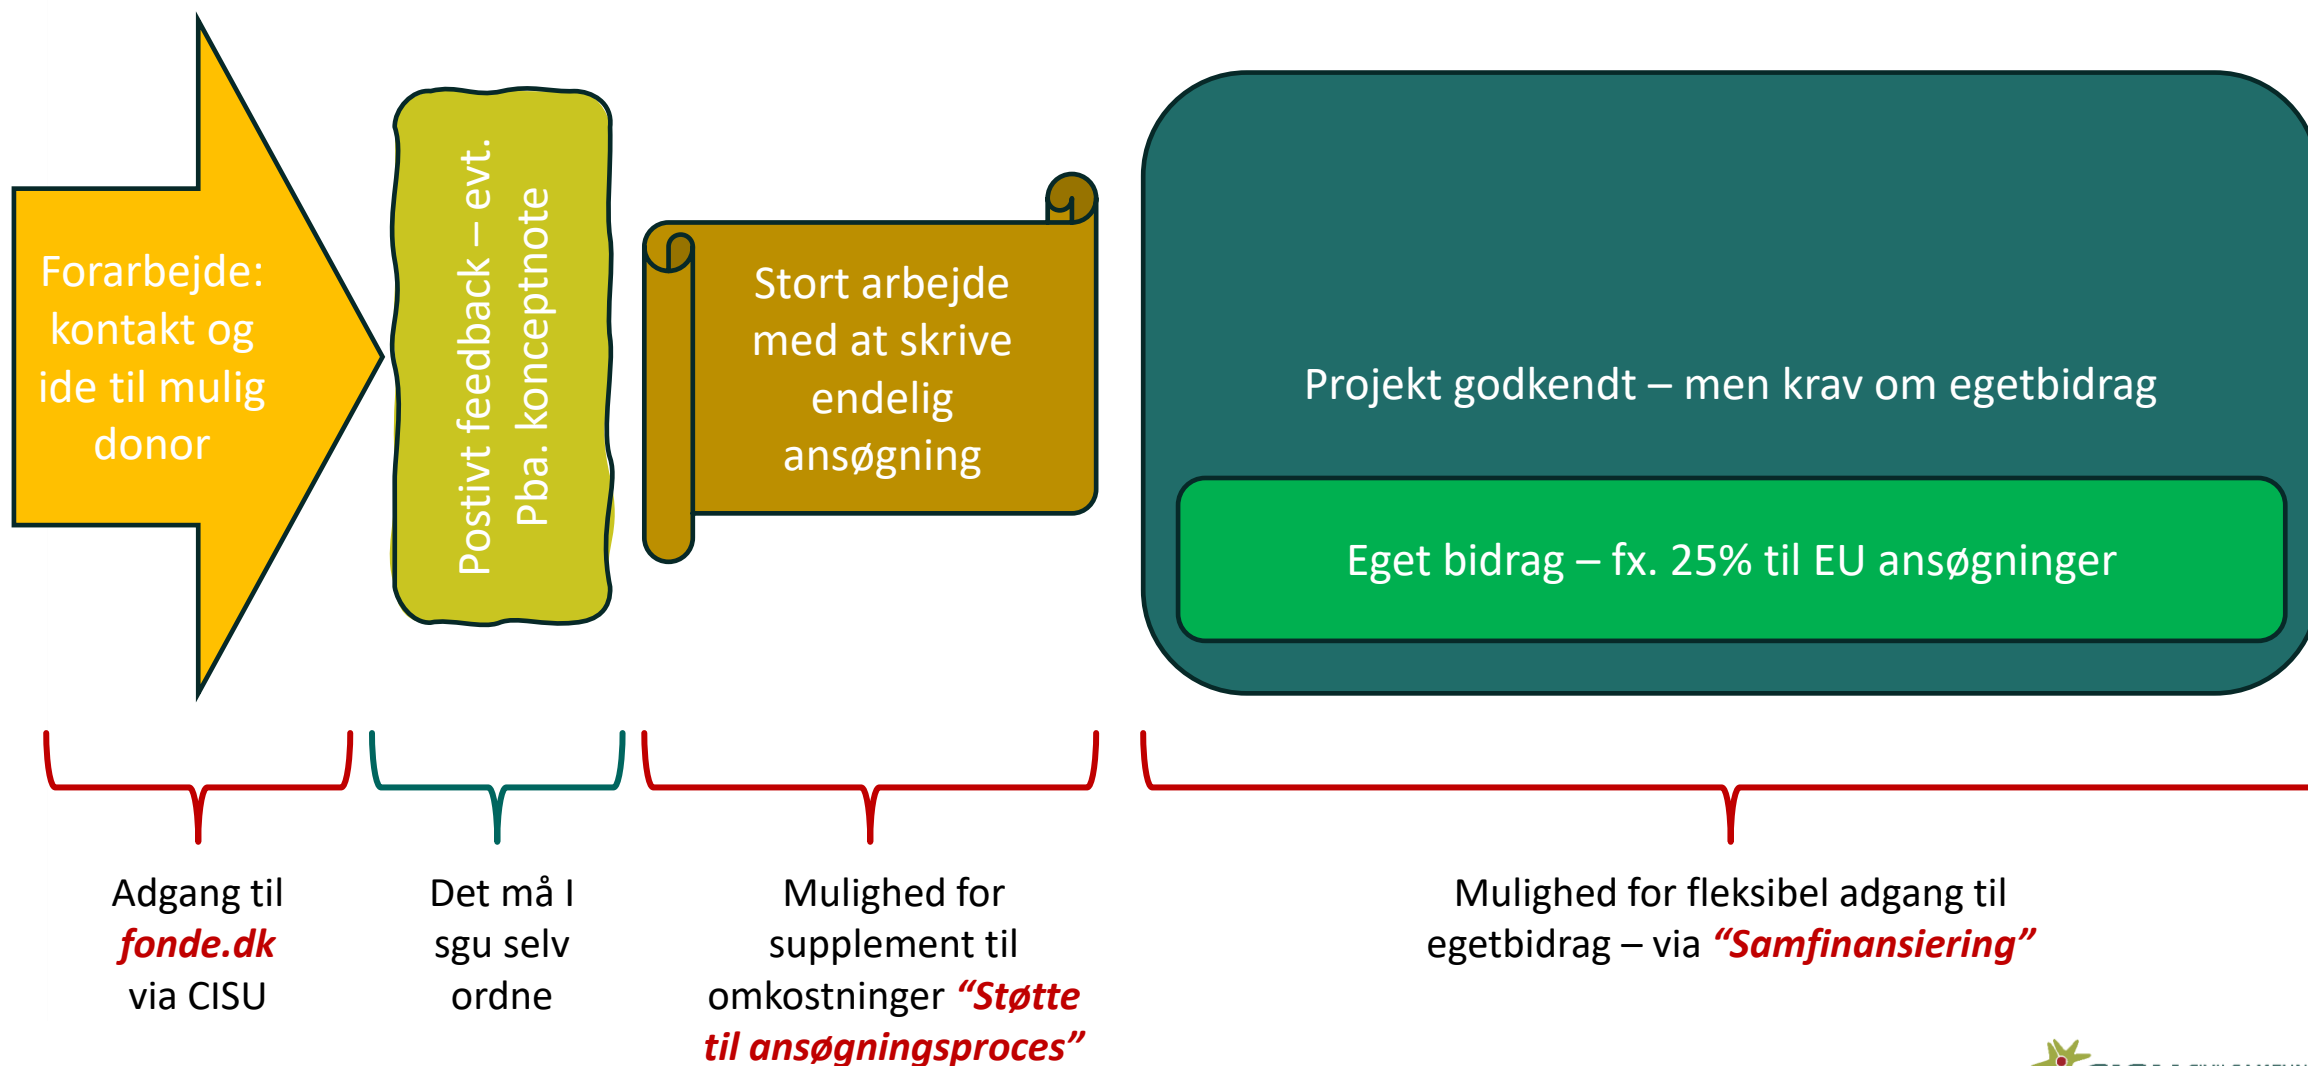 Forarbejde:
kontakt og
ide til mulig
donor
Postivt feedback – evt.
Pba. konceptnote
Stort arbejde
med at skrive
endelig
ansøgning
Projekt godkendt – men krav om egetbidrag
Eget bidrag – fx. 25% til EU ansøgninger
Adgang til
fonde.dk
via CISU
Det må I
sgu selv
ordne
Mulighed for
supplement til
omkostninger “Støtte
til ansøgningsproces”
Mulighed for fleksibel adgang til
egetbidrag – via “Samfinansiering”